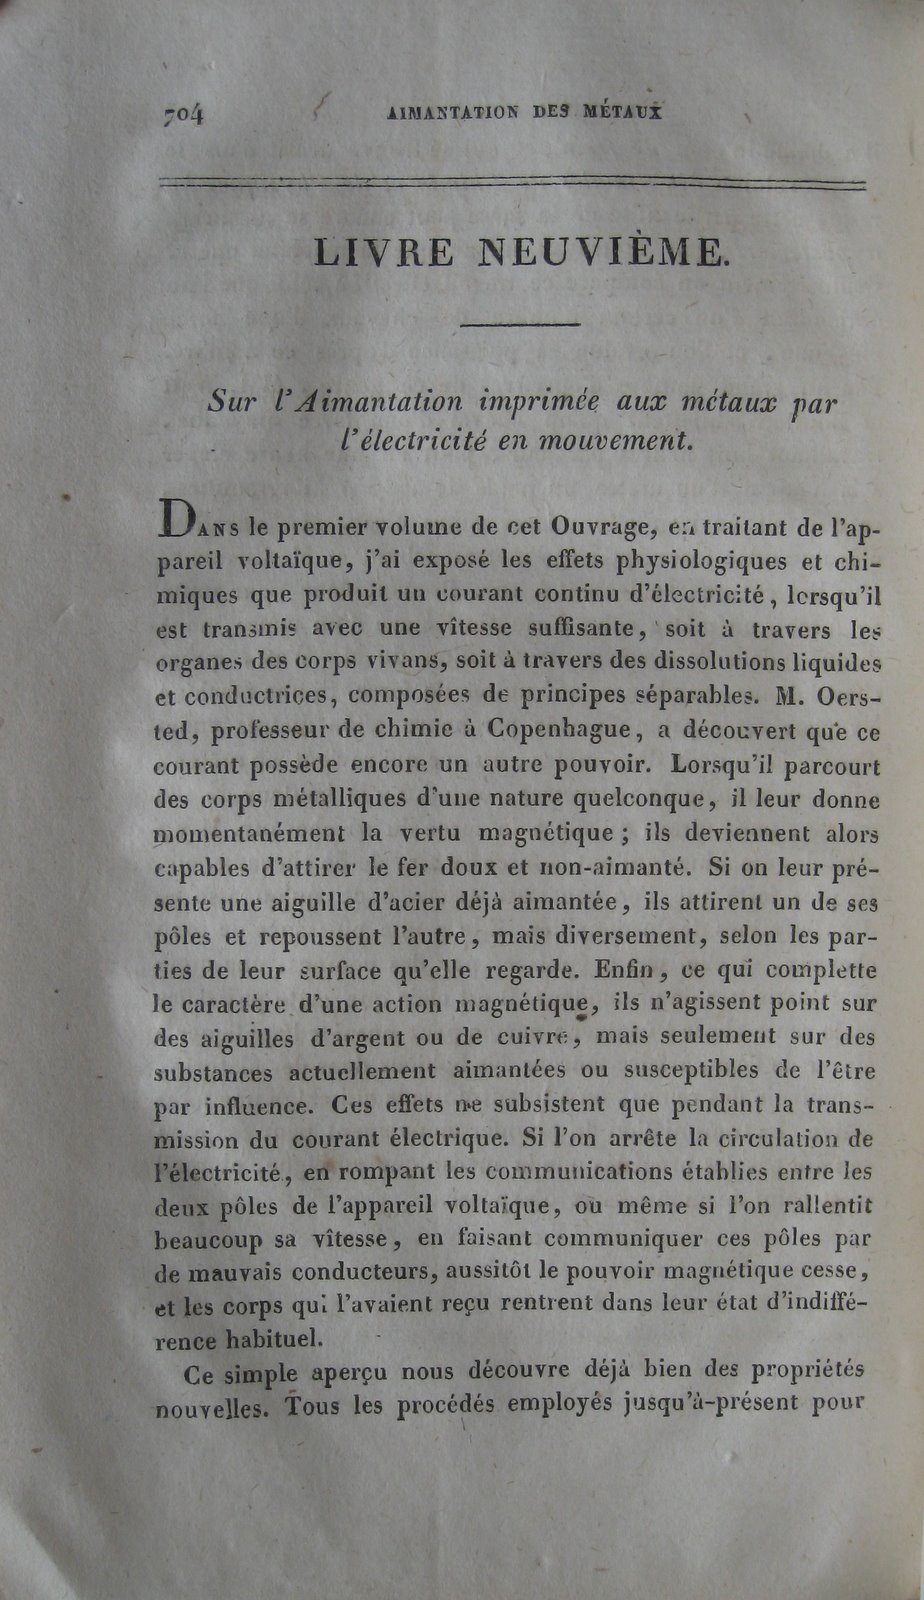 704 AIMANTATION DES MÉTAUX
LIVRE NEUVIÈME.
Sur l'Aimantation imprimée aux métaux par
l'électricité en mouvement.
DANS le premier volume de cet Ouvrage, en traitant de l'ap-
pareil voltaïque, j'ai exposé les effets physiologiques et chi-
miques que produit un courant continu d'électricité, lorsqu'il
est transmis avec une vîtesse suffisante, soit à travers les
organes des corps vivans, soit à travers des dissolutions liquides
et conductrices, composées de principes séparables. M. Oers-
ted, professeur de chimie à Copenhague, a découvert que ce
courant possède encore un autre pouvoir. Lorsqu'il parcourt
des corps métalliques d'une nature quelconque, il leur donne
momentanément la vertu magnétique ; ils deviennent alors
capables d'attirer le fer doux et non-aimanté. Si on leur pré-
sente une aiguille d'acier déjà aimantée, ils attirent un de ses
pôles et repoussent l'autre, mais diversement, selon les par-
ties de leur surface qu'elle regarde. Enfin, ce qui complette
le caractère d'une action magnétique, ils n'agissent point sur
des aiguilles d'argent ou de cuivre, mais seulement sur des
substances actuellement aimantées ou susceptibles de l'être
par influence. Ces effets ne subsistent que pendant la trans-
mission du courant électrique. Si l'on arrête la circulation de
l'électricité, en rompant les communications établies entre les
deux pôles de l'appareil voltaïque, ou même si l'on rallentit
beaucoup sa vîtesse, en faisant communiquer ces pôles par
de mauvais conducteurs, aussitôt le pouvoir magnétique cesse,
et les corps qui l'avaient reçu rentrent dans leur état d'indiffé-
rence habituel.
Ce simple aperçu nous découvre déjà bien des propriétés
nouvelles. Tous les procédés employés jusqu'à-présent pour